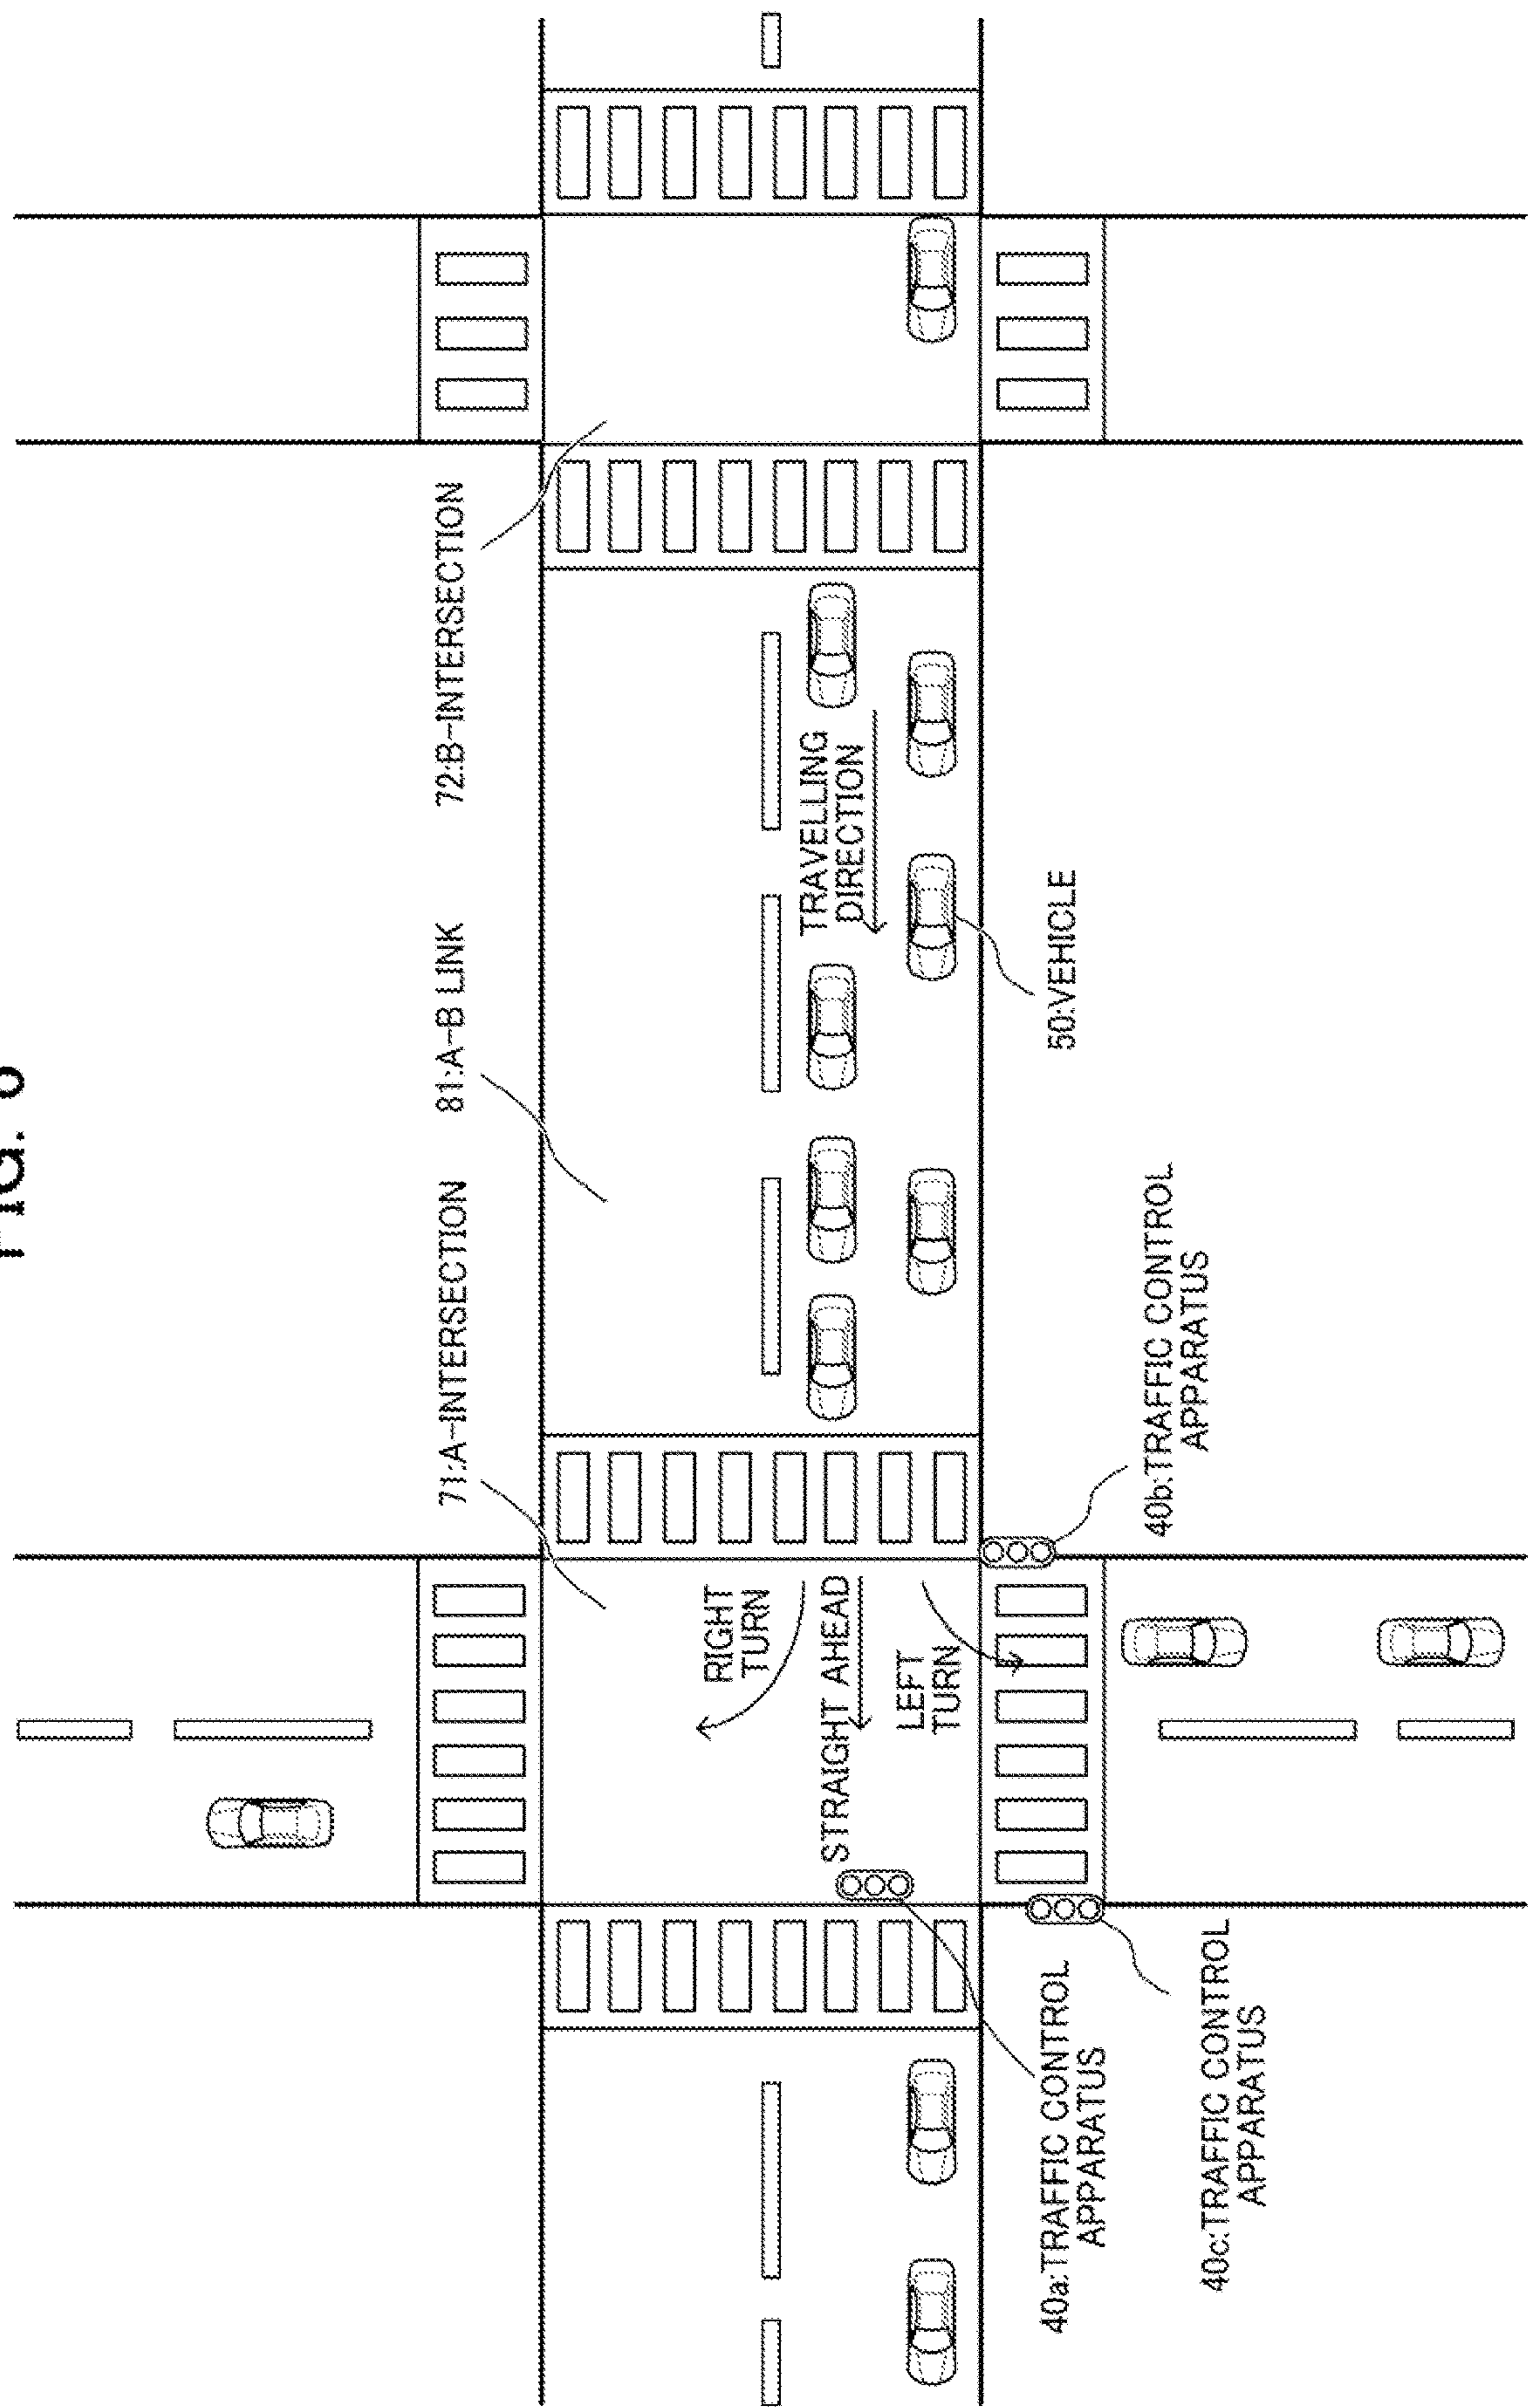 FIG.
71:A-INTERSECTION
81:A-B LINK
72:B-INTERSECTION
RIGHT
TURN
TRAVELLING
DIRECTION
STRAIGHT AHEAD
LEFT
TURN
40a:TRAFFIC CONTROL
APPARATUS
50:VEHICLE
40b:TRAFFIC CONTROL
APPARATUS
40c:TRAFFIC CONTROL
APPARATUS